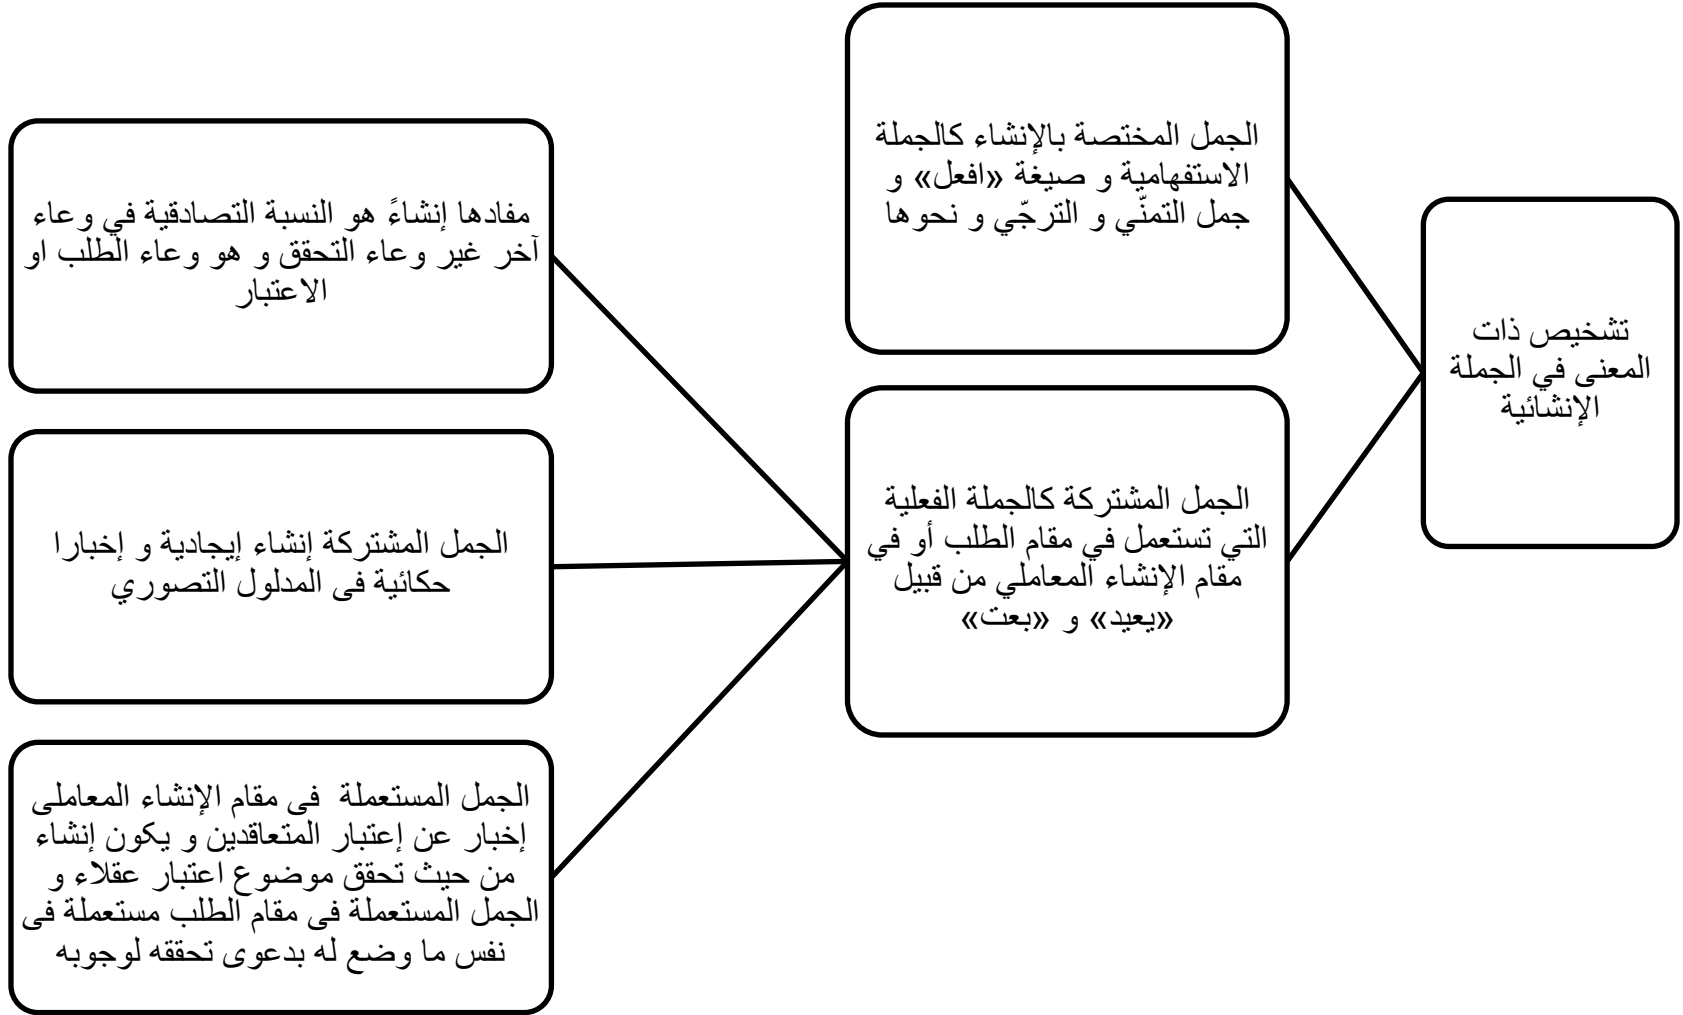 تشخيص ذات
المعنى في الجملة
الإنشائية
الجمل المختصة بالإنشاء كالجملة
الاستفهامية و صيغة «افعل» و
جمل التمنّي و الترجّي و نحوها
الجمل المشتركة كالجملة الفعلية
التي تستعمل في مقام الطلب أو في
مقام الإنشاء المعاملي من قبيل
«يعيد» و «بعت»
مفادها إنشاءً هو النسبة التصادقية في وعاء
آخر غير وعاء التحقق و هو وعاء الطلب او
الاعتبار
الجمل المشتركة إنشاء إيجادية و إخبارا
حكائية فى المدلول التصوري
الجمل المستعملة فى مقام الإنشاء المعاملى
إخبار عن إعتبار المتعاقدين و يكون إنشاء
من حيث تحقق موضوع اعتبار عقلاء و
الجمل المستعملة فى مقام الطلب مستعملة فى
نفس ما وضع له بدعوى تحققه لوجوبه